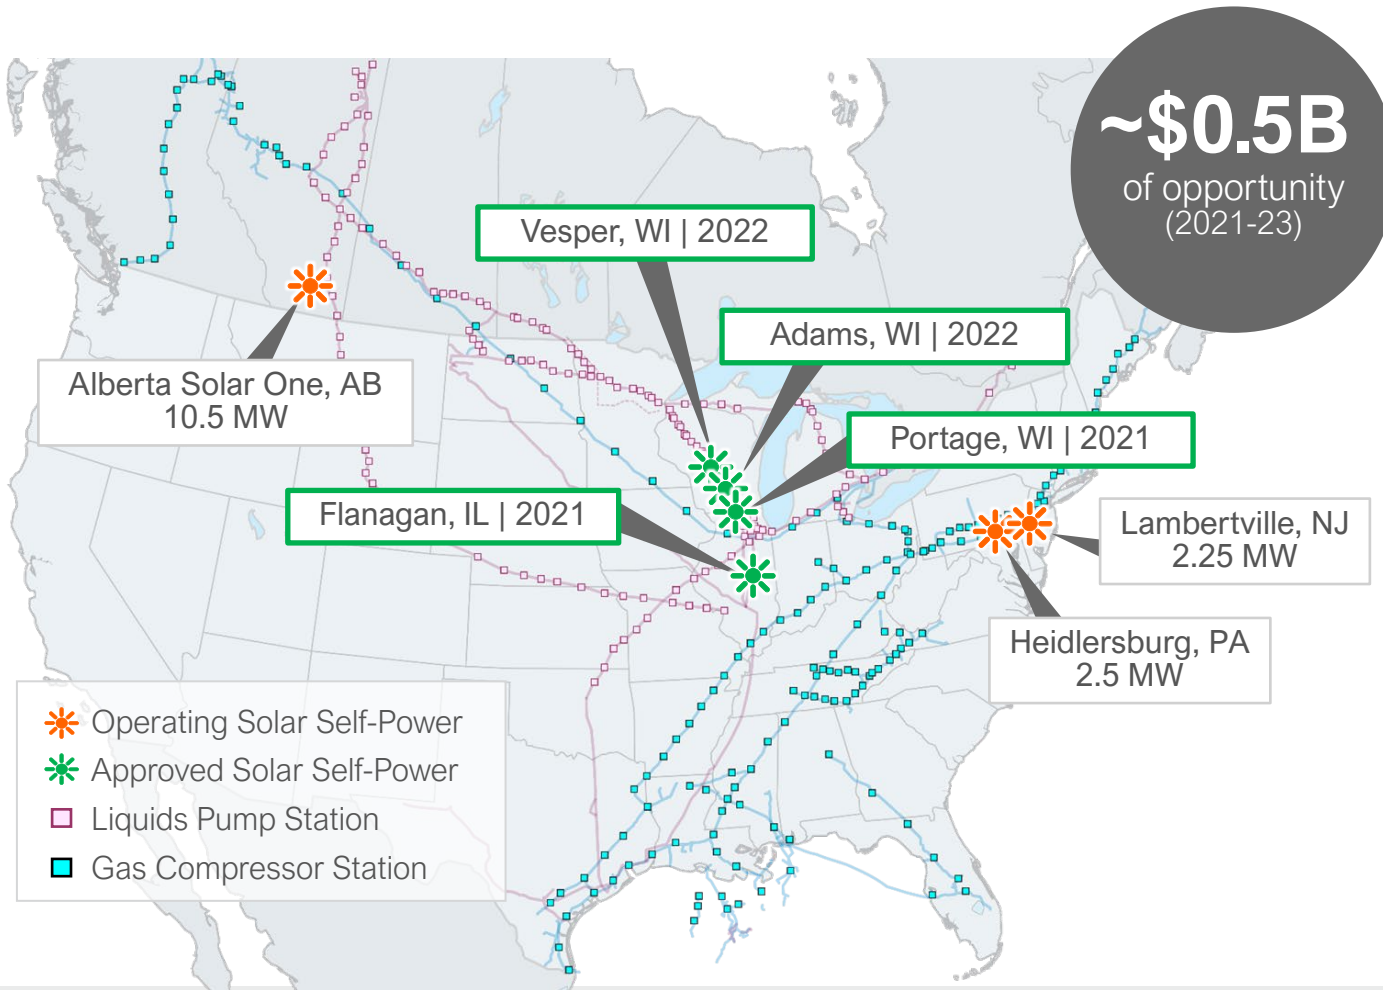 ~$0.5B
of opportunity
(2021-23)
Vesper, WI | 2022
Adams, WI | 2022
Alberta Solar One, AB
10.5 MW
Portage, WI | 2021
Flanagan, IL | 2021
Lambertville, NJ
2.25 MW
Heidlersburg, PA
2.5 MW
Operating Solar Self-Power
Approved Solar Self-Power
Liquids Pump Station
Gas Compressor Station